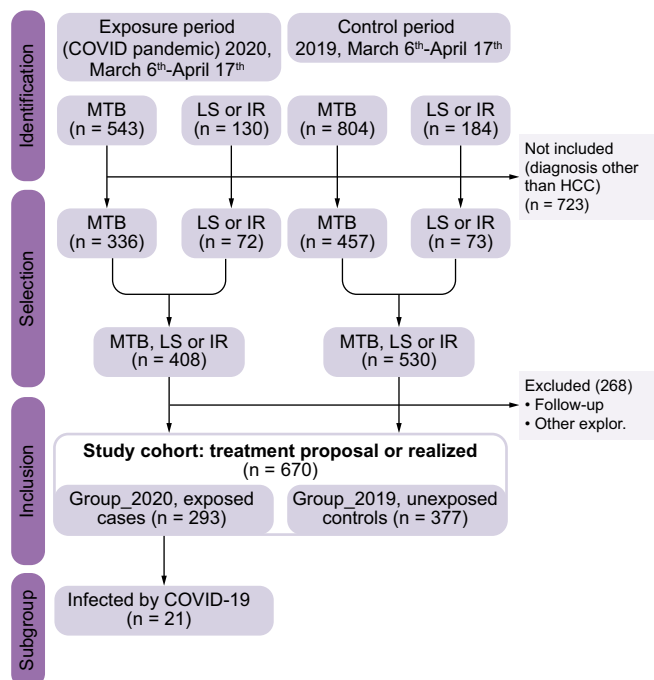 Identification
Exposure period
(COVID pandemic) 2020,
March 6th-April 17th
Control period
2019, March 6th-April 17th
MTB
(n = 543)
LS or IR
(n = 130)
MTB
(n = 804)
LS or IR
(n = 184)
Not included
(diagnosis other
than HCC)
(n = 723)
Selection
MTB
(n = 336)
LS or IR
(n = 72)
MTB
(n = 457)
LS or IR
(n = 73)
MTB, LS or IR
(n = 408)
MTB, LS or IR
(n = 530)
Excluded (268)
• Follow-up
• Other explor.
Inclusion
Study cohort: treatment proposal or realized
(n = 670)
Group_2020, exposed
cases (n = 293)
Group_2019, unexposed
controls (n = 377)
Subgroup
Infected by COVID-19
(n = 21)